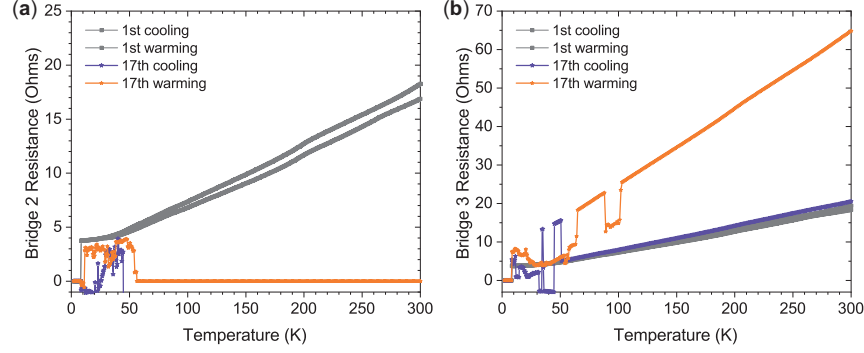 (a)
(b)
25
20
15
10
5
0
Bridge 2 Resistance (Ohms)
1st cooling
1st warming
17th cooling
17th warming
0 50 100 150 200 250 300
Temperature (K)
70
60
50
40
30
20
10
0
Bridge 3 Resistance (Ohms)
1st cooling
1st warming
17th cooling
17th warming
0 50 100 150 200 250 300
Temperature (K)